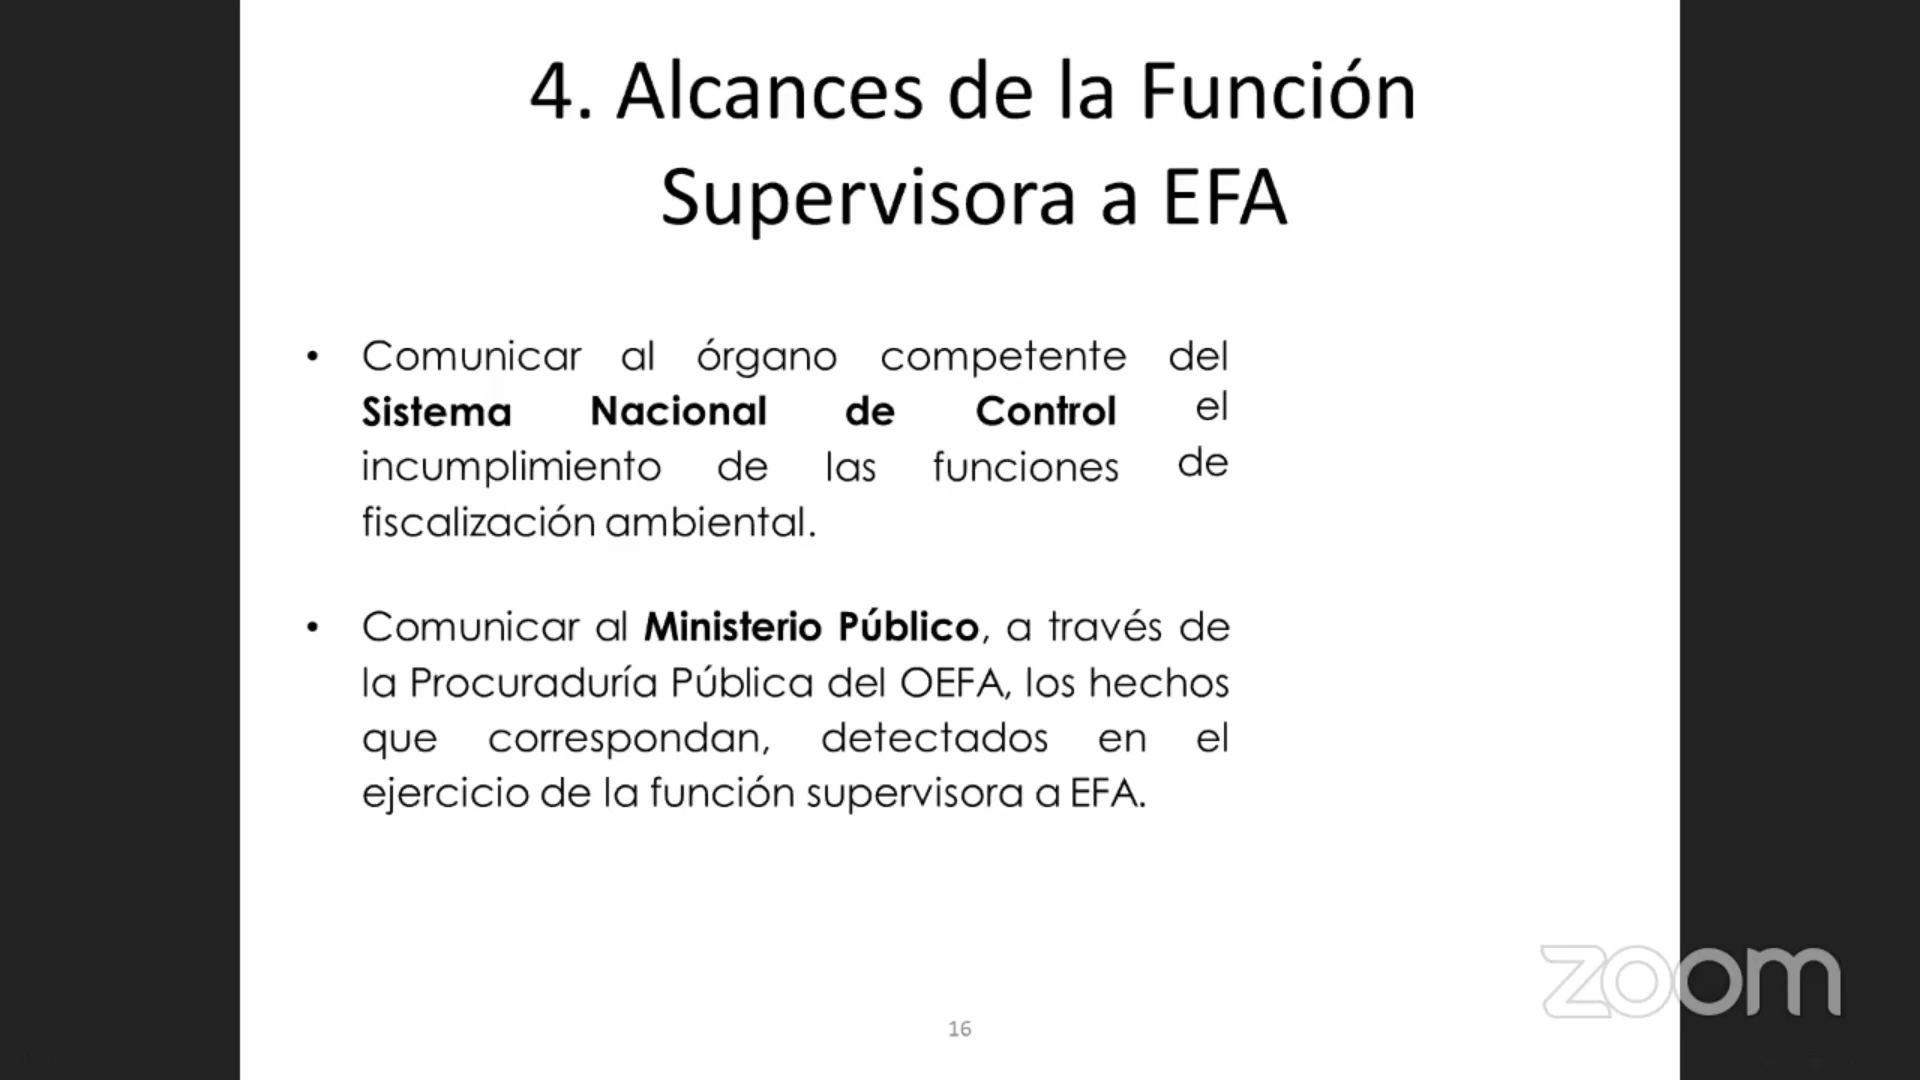 4. Alcances de la Función
Supervisora a EFA
• Comunicar al órgano competente del
Sistema Nacional de Control el
incumplimiento de las funciones de
fiscalización ambiental.
• Comunicar al Ministerio Público, a través de
la Procuraduría Pública del OEFA, los hechos
que correspondan, detectados en el
ejercicio de la función supervisora a EFA.
zoom
16